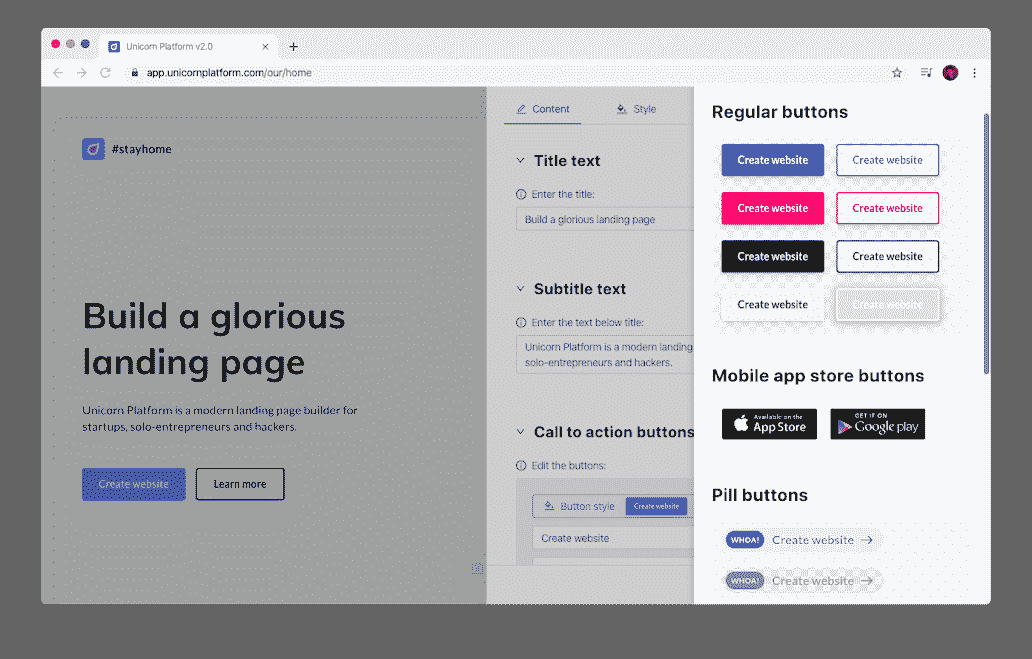 Unicorn Platform v2.0
app.unicornplatform.com/our/home
#stayhome
Build a glorious
landing page
Unicorn Platform is a modern landing page builder for
startups, solo-entrepreneurs and hackers.
Create website
Learn more
Content
Style
Title text
Enter the title:
Build a glorious landing page
Subtitle text
Enter the text below title:
Unicorn Platform is a modern landing
solo-entrepreneurs and hackers.
Call to action buttons
Edit the buttons:
Button style
Create website
Create website
Regular buttons
Create website
Create website
Create website
Create website
Create website
Create website
Create website
Create website
Mobile app store buttons
Available on the
App Store
GET IT ON
Google play
Pill buttons
WHOA!
Create website
WHOA!
Create website